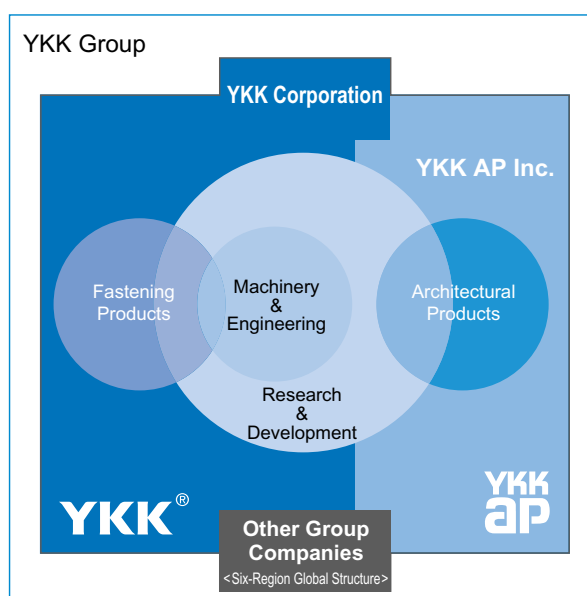 YKK Group
YKK Corporation
YKK AP Inc.
Fastening
Products
Machinery
&
Engineering
Architectural
Products
Research
&
Development
YKK®
YKK
ap
Other Group
Companies
<Six-Region Global Structure>